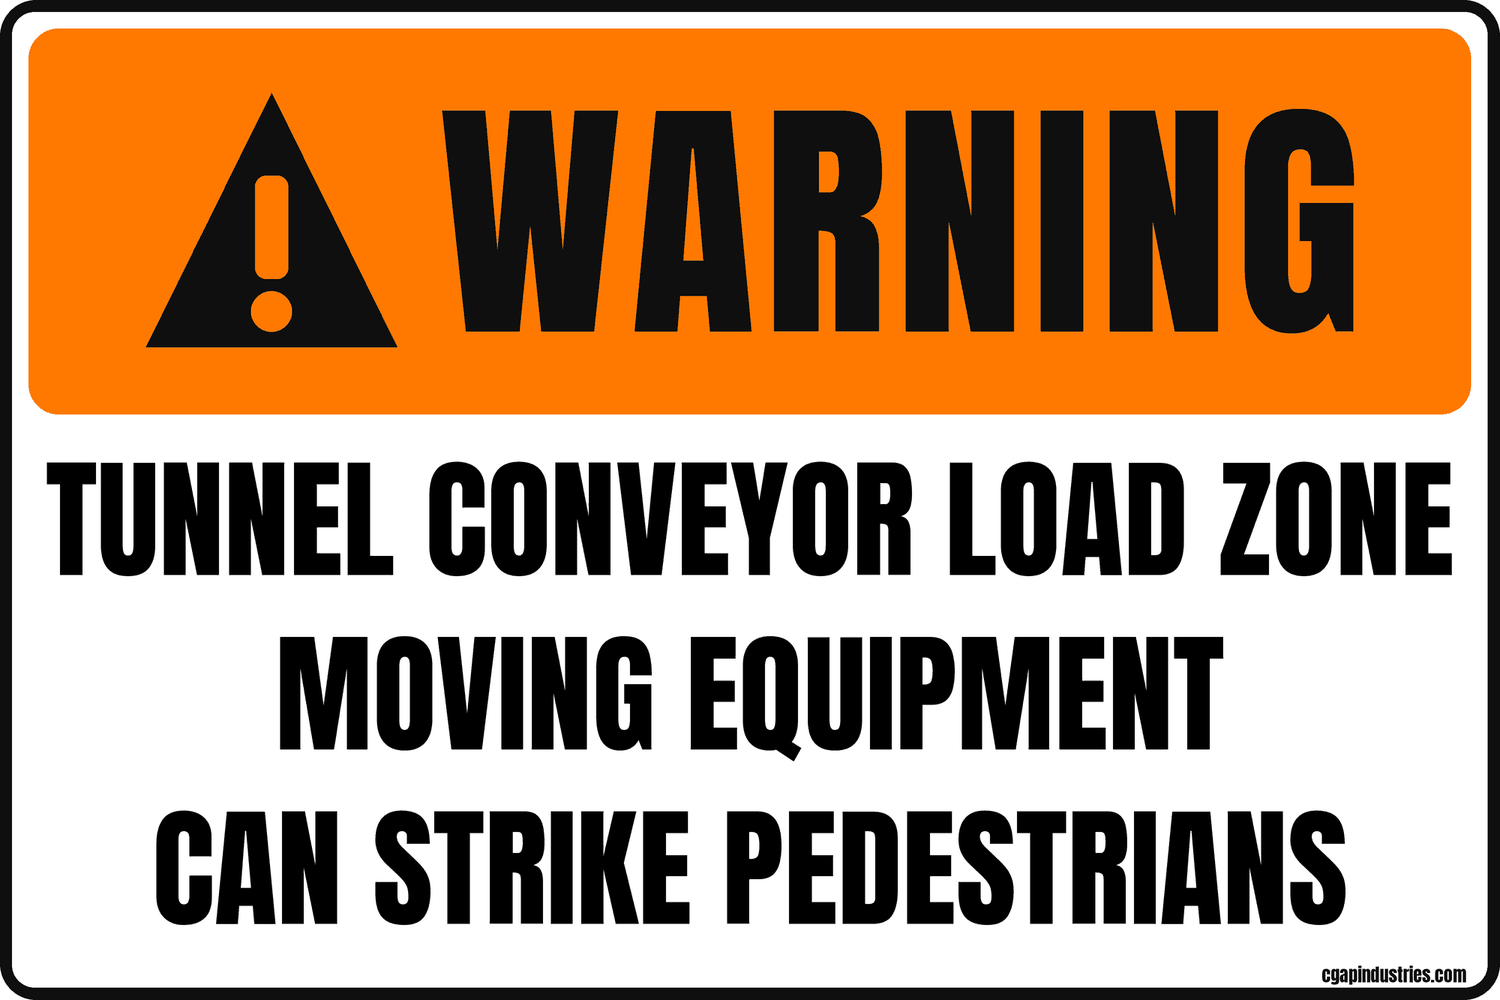 WARNING
TUNNEL CONVEYOR LOAD ZONE
MOVING EQUIPMENT
CAN STRIKE PEDESTRIANS
cgapindustries.com